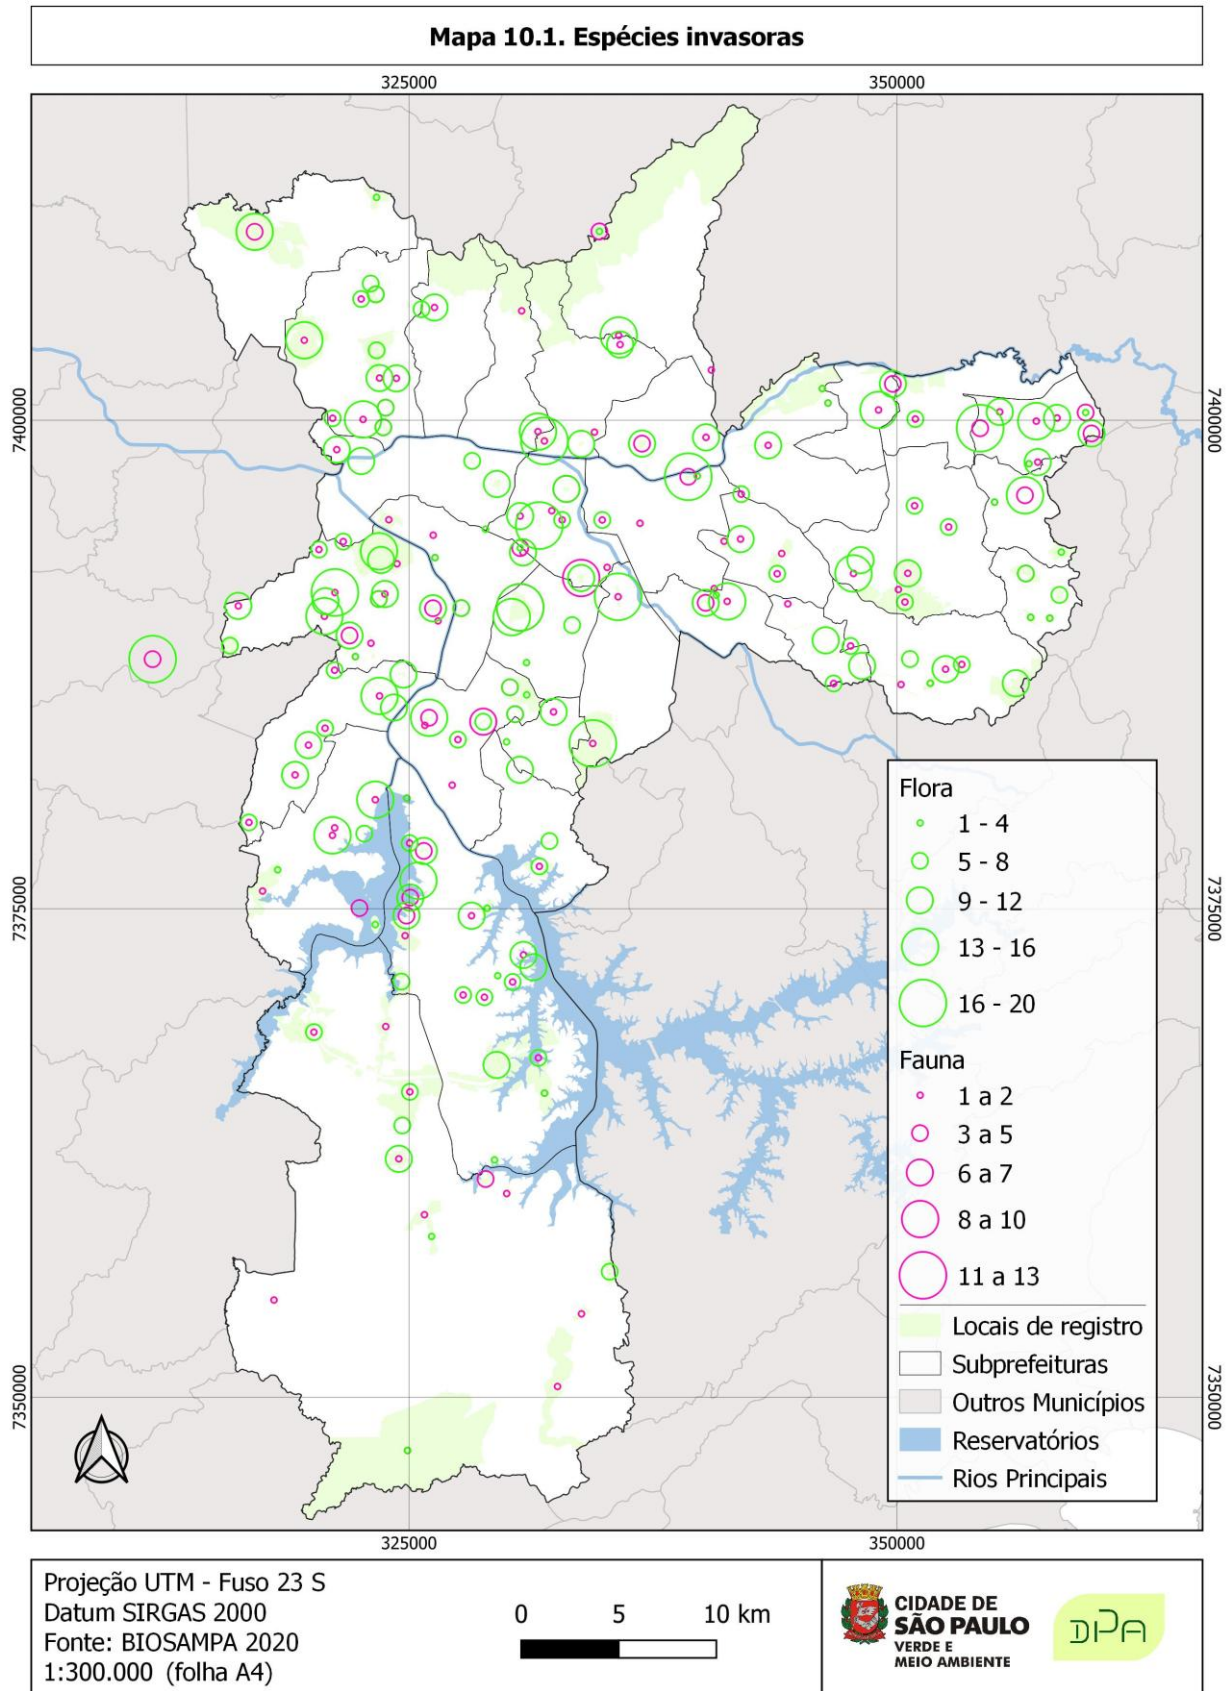 Mapa 10.1. Espécies invasoras
325000
350000
7400000
7400000
7375000
7375000
7350000
7350000
Flora
1 - 4
5 - 8
9 - 12
13 - 16
16 - 20
Fauna
1 a 2
3 a 5
6 a 7
8 a 10
11 a 13
Locais de registro
Subprefeituras
Outros Municípios
Reservatórios
Rios Principais
325000
350000
Projeção UTM - Fuso 23 S
Datum SIRGAS 2000
Fonte: BIOSAMPA 2020
1:300.000 (folha A4)
0 5 10 km
CIDADE DE
SÃO PAULO
VERDE E
MEIO AMBIENTE
DPA